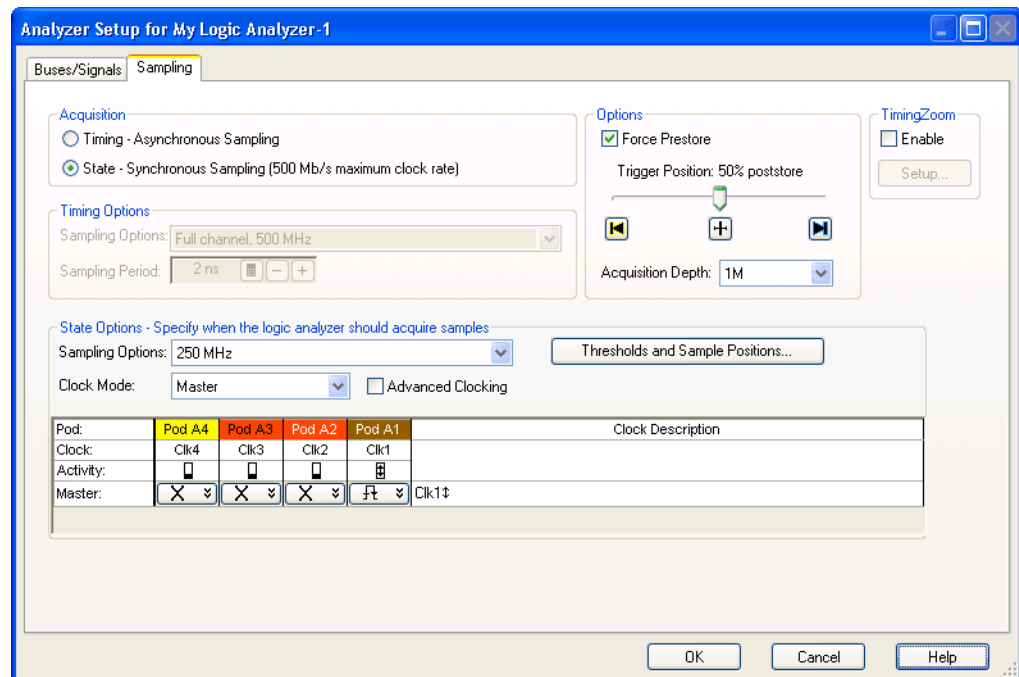 Analyzer Setup for My Logic Analyzer-1
Buses/Signals Sampling
Acquisition
Timing - Asynchronous Sampling
State - Synchronous Sampling (500 Mb/s maximum clock rate)
Options
Force Prestore
Trigger Position: 50% poststore
Acquisition Depth: 1M
TimingZoom
Enable
Setup...
Timing Options
Sampling Options: Full channel, 500 MHz
Sampling Period: 2 ns
State Options - Specify when the logic analyzer should acquire samples
Sampling Options: 250 MHz
Thresholds and Sample Positions...
Clock Mode: Master Advanced Clocking
Pod: Pod A4 Pod A3 Pod A2 Pod A1 Clock Description
Clock: Clk4 Clk3 Clk2 Clk1
Activity:
Master: X X X Clk1↕
OK Cancel Help